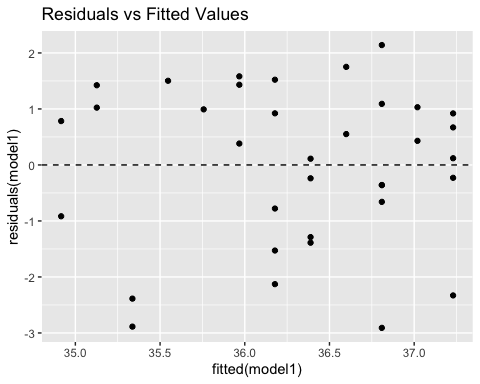 Residuals vs Fitted Values
2
1
0
-1
-2
-3
residuals(model1)
35.0 35.5 36.0 36.5 37.0
fitted(model1)